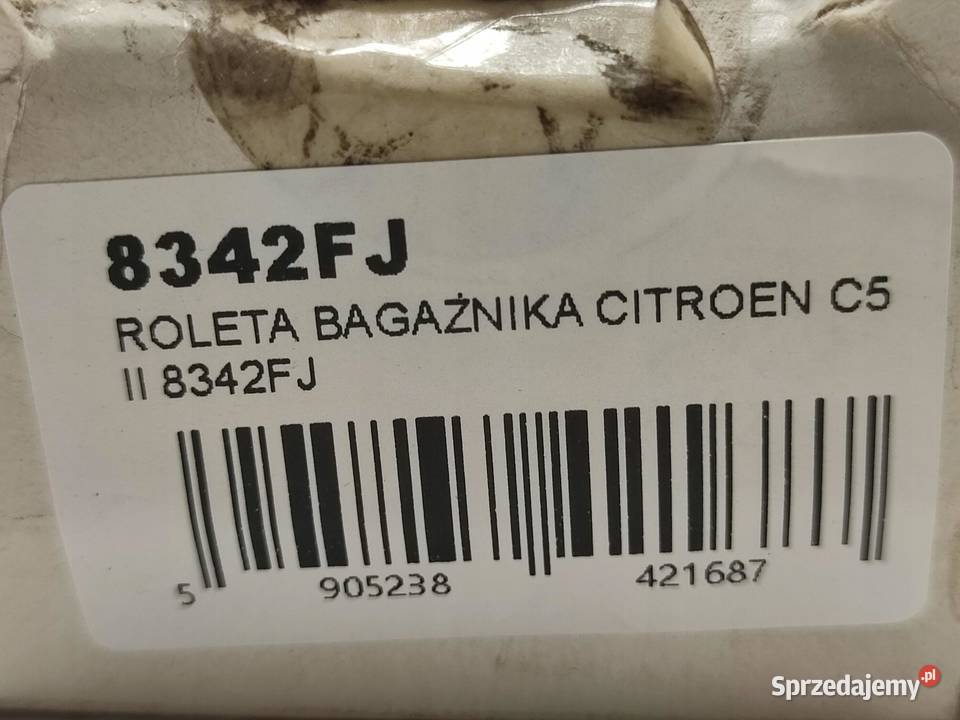 8342FJ
ROLETA BAGAŻNIKA CITROEN C5
II 8342FJ
5 905238 421687
Sprzedajemy.pl